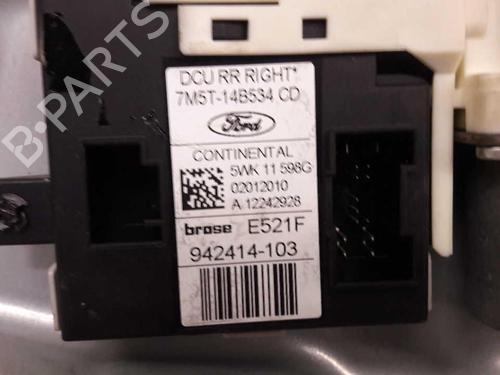 DCU RR RIGHT*
7M5T-14B534 CD
Ford
CONTINENTAL
5WK 11 598G
02012010
A 12242928
brose E521F
942414-103
B-PARTS